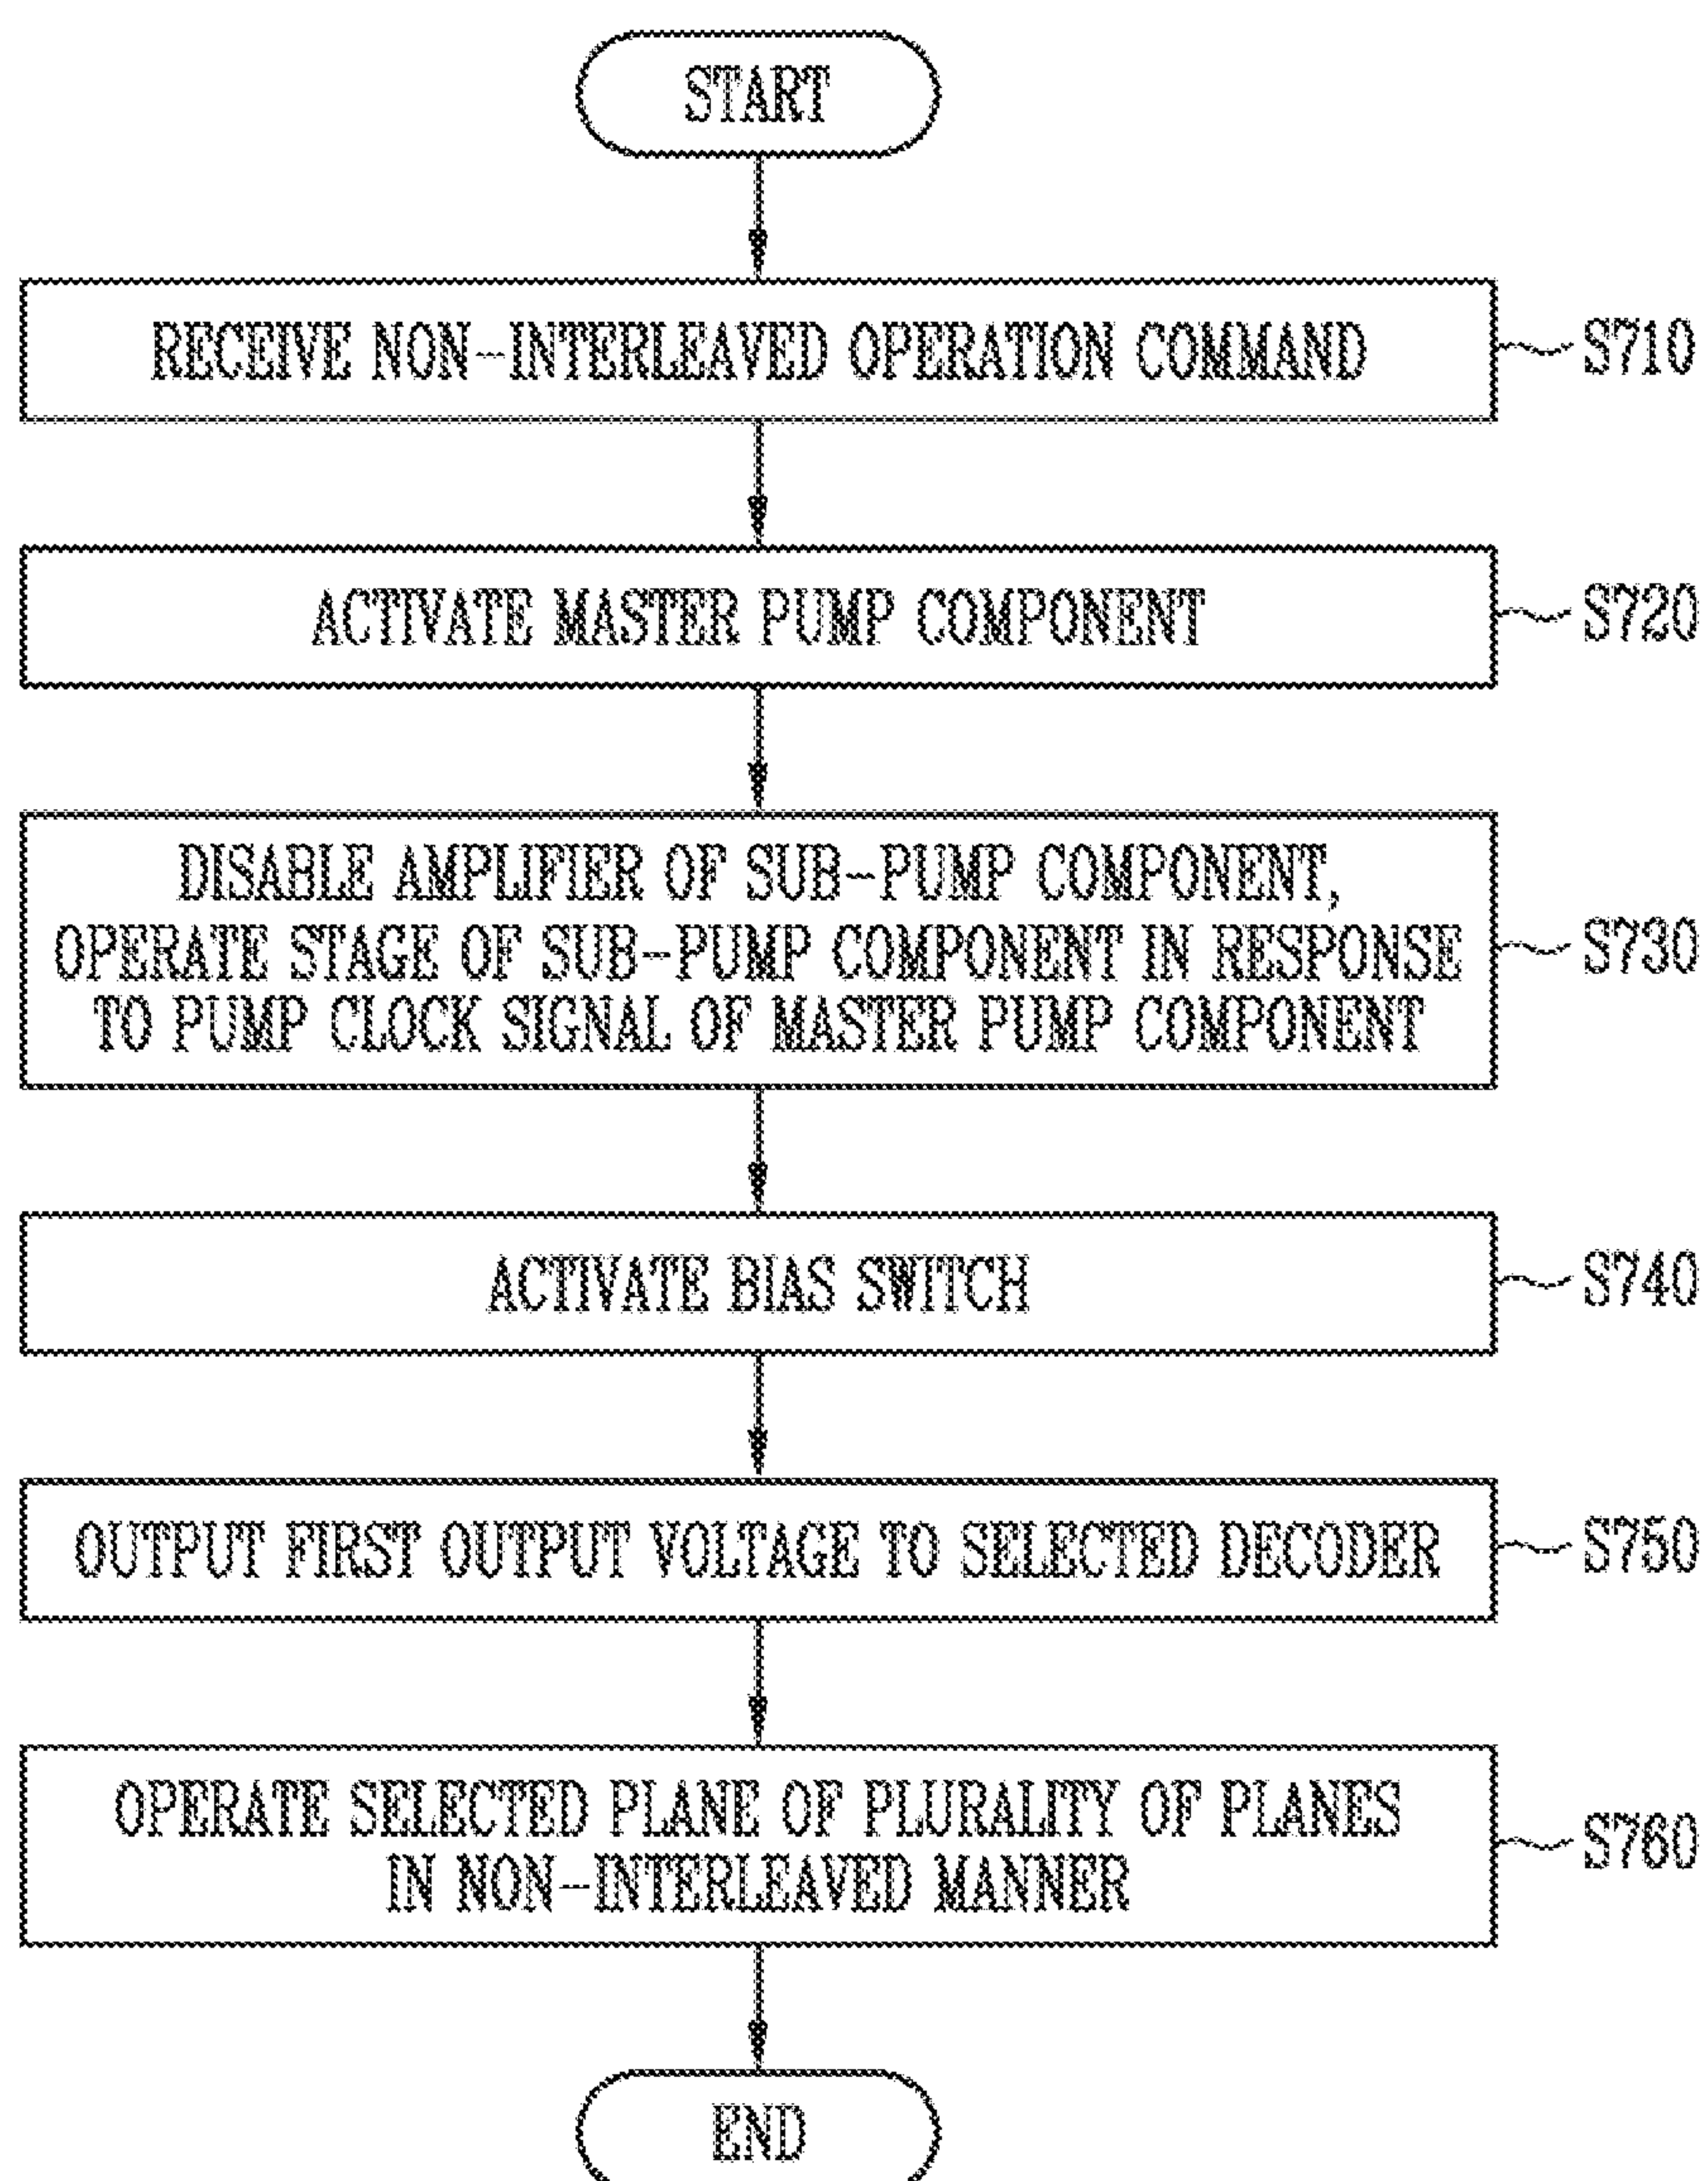 START
RECEIVE NON-INTERLEAVED OPERATION COMMAND
S710
ACTIVATE MASTER PUMP COMPONENT
S720
DISABLE AMPLIFIER OF SUB-PUMP COMPONENT,
OPERATE STAGE OF SUB-PUMP COMPONENT IN RESPONSE
TO PUMP CLOCK SIGNAL OF MASTER PUMP COMPONENT
S730
ACTIVATE BIAS SWITCH
S740
OUTPUT FIRST OUTPUT VOLTAGE TO SELECTED DECODER
S750
OPERATE SELECTED PLANE OF PLURALITY OF PLANES
IN NON-INTERLEAVED MANNER
S760
END